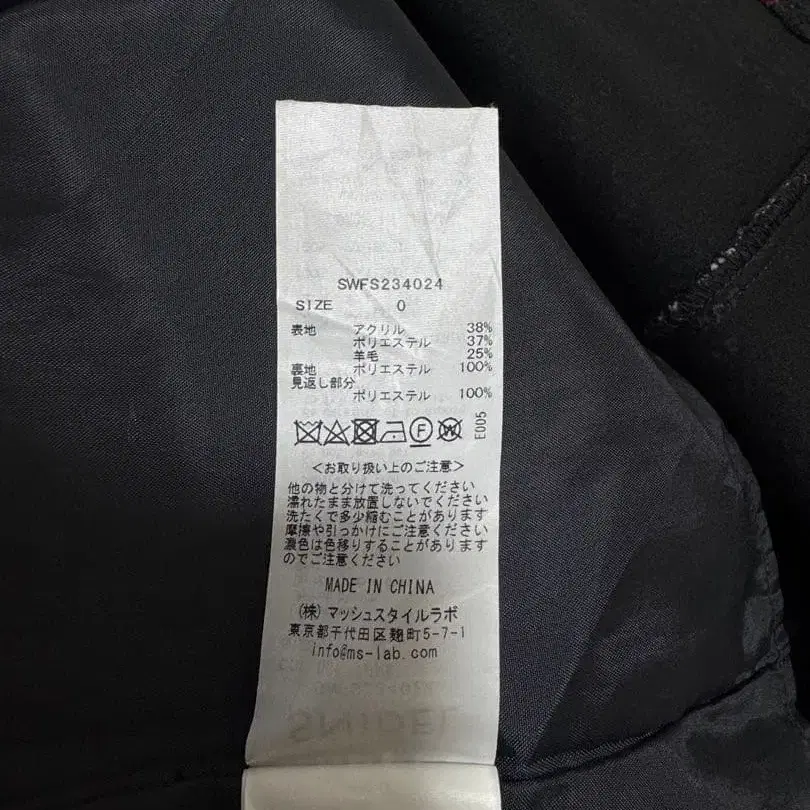 SWFS234024
SIZE 0
表地 アクリル 38%
ポリエステル 37%
羊毛 25%
裏地 ポリエステル 100%
見返し部分
ポリエステル 100%
F W E005
<お取り扱い上のご注意>
他の物と分けて洗ってください
濡れたまま放置しないでください
洗たくで多少縮むことがあります
摩擦や引っかけにご注意ください
濃色は色移りすることがあります
のでご注意ください
MADE IN CHINA
(株)マッシュスタイルラボ
東京都千代田区麹町5-7-1
info@ms-lab.com
SNIDEL